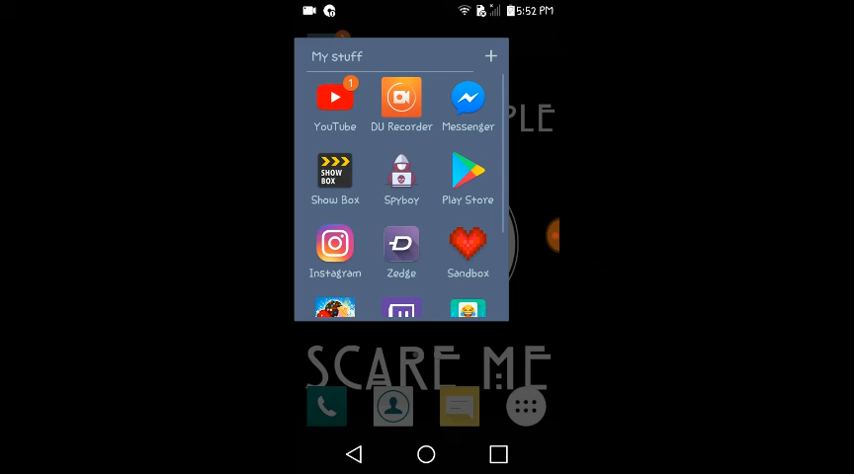 5:52 PM
My stuff
1
PLE
YouTube
DU Recorder
Messenger
SHOW
BOX
Show Box
Spyboy
Play Store
Instagram
Zedge
Sandbox
SCARE ME